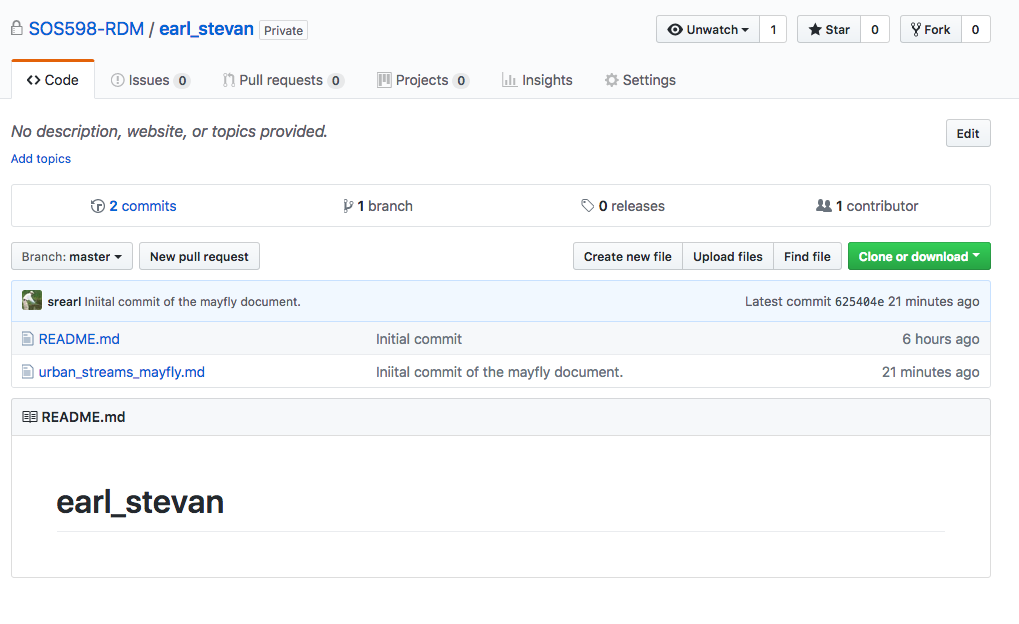 SOS598-RDM / earl_stevan Private
Unwatch 1 Star 0 Fork 0
Code Issues 0 Pull requests 0 Projects 0 Insights Settings
No description, website, or topics provided.
Edit
Add topics
2 commits 1 branch 0 releases 1 contributor
Branch: master New pull request Create new file Upload files Find file Clone or download
srearl Iniital commit of the mayfly document. Latest commit 625404e 21 minutes ago
README.md Initial commit 6 hours ago
urban_streams_mayfly.md Iniital commit of the mayfly document. 21 minutes ago
README.md
earl_stevan